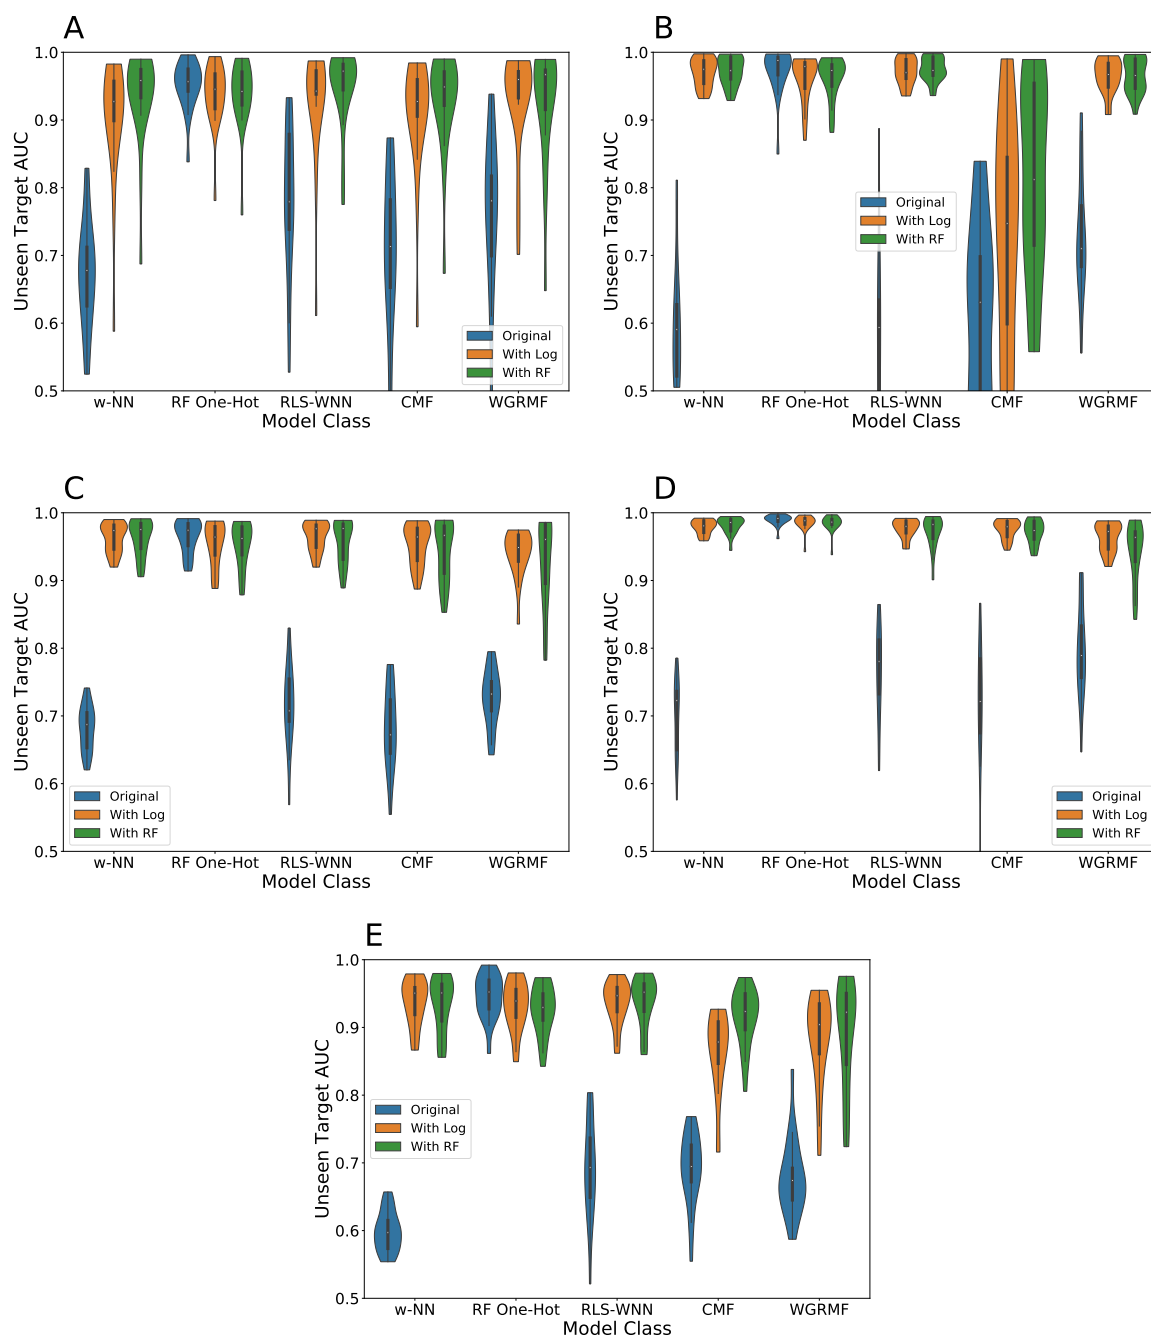 A
1.0
0.9
0.8
0.7
0.6
0.5
Unseen Target AUC
Original
With Log
With RF
w-NN RF One-Hot RLS-WNN CMF WGRMF
Model Class
B
1.0
0.9
0.8
0.7
0.6
0.5
Unseen Target AUC
Original
With Log
With RF
w-NN RF One-Hot RLS-WNN CMF WGRMF
Model Class
C
1.0
0.9
0.8
0.7
0.6
0.5
Unseen Target AUC
Original
With Log
With RF
w-NN RF One-Hot RLS-WNN CMF WGRMF
Model Class
D
1.0
0.9
0.8
0.7
0.6
0.5
Unseen Target AUC
Original
With Log
With RF
w-NN RF One-Hot RLS-WNN CMF WGRMF
Model Class
E
1.0
0.9
0.8
0.7
0.6
0.5
Unseen Target AUC
Original
With Log
With RF
w-NN RF One-Hot RLS-WNN CMF WGRMF
Model Class